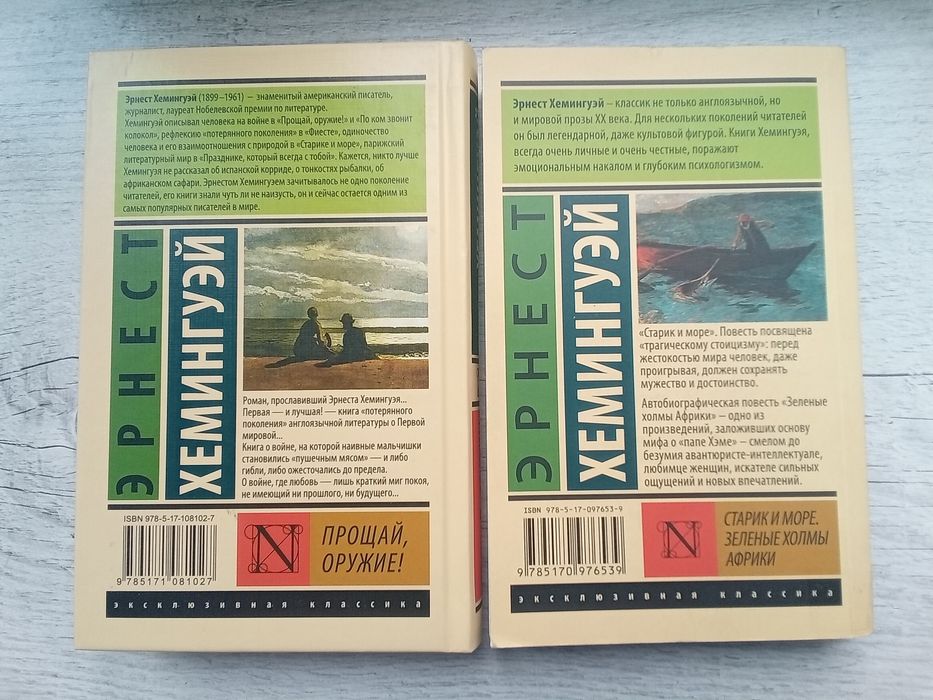 Эрнест Хемингуэй (1899–1961) — знаменитый американский писатель,
журналист, лауреат Нобелевской премии по литературе.
Хемингуэй описывал человека на войне в «Прощай, оружие!» и «По ком звонит
колокол», рефлексию «потерянного поколения» в «Фиесте», одиночество
человека и его взаимоотношения с природой в «Старике и море», парижский
литературный мир в «Празднике, который всегда с тобой». Кажется, никто лучше
Хемингуэя не рассказал об испанской корриде, о тонкостях рыбалки, об
африканском сафари. Эрнестом Хемингуэем зачитывалось не одно поколение
читателей, его книги знали чуть ли не наизусть, он и сейчас остается одним из
самых популярных писателей в мире.
ЭРНЕСТ
ХЕМИНГУЭЙ
Роман, прославивший Эрнеста Хемингуэя...
Первая — и лучшая! — книга «потерянного
поколения» англоязычной литературы о Первой
мировой...
Книга о войне, на которой наивные мальчишки
становились «пушечным мясом» — и либо
гибли, либо ожесточались до предела.
О войне, где любовь — лишь краткий миг покоя,
не имеющий ни прошлого, ни будущего...
ISBN 978-5-17-108102-7
9 785171 081027
N
ПРОЩАЙ,
ОРУЖИЕ!
эксклюзивная классика
Эрнест Хемингуэй – классик не только англоязычной, но
и мировой прозы XX века. Для нескольких поколений читателей
он был легендарной, даже культовой фигурой. Книги Хемингуэя,
всегда очень личные и очень честные, поражают
эмоциональным накалом и глубоким психологизмом.
ЭРНЕСТ
ХЕМИНГУЭЙ
«Старик и море». Повесть посвящена
«трагическому стоицизму»: перед
жестокостью мира человек, даже
проигрывая, должен сохранять
мужество и достоинство.
Автобиографическая повесть «Зеленые
холмы Африки» – одно из
произведений, заложивших основу
мифа о «папе Хэме» – смелом до
безумия авантюристе-интеллектуале,
любимце женщин, искателе сильных
ощущений и новых впечатлений.
ISBN 978-5-17-097653-9
9 785170 976539
N
СТАРИК И МОРЕ.
ЗЕЛЕНЫЕ ХОЛМЫ
АФРИКИ
эксклюзивная классика